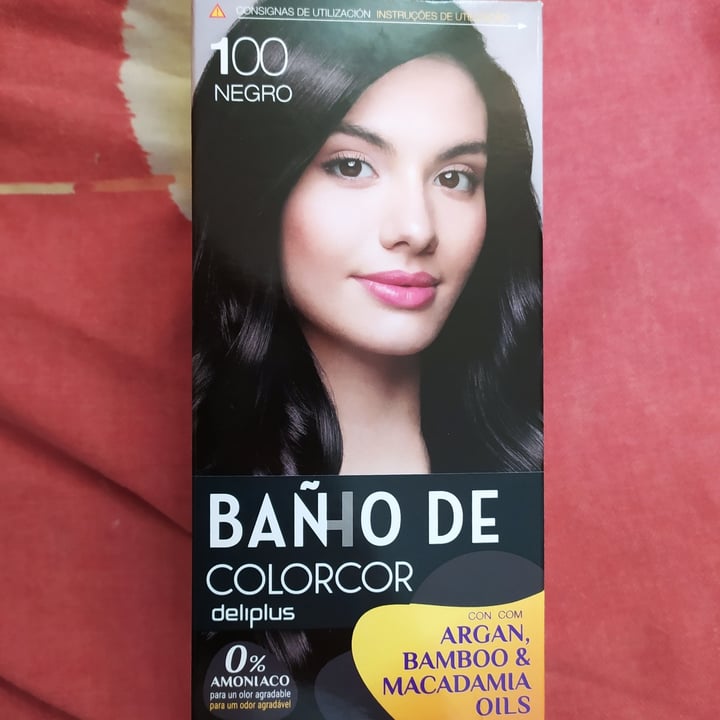 CONSIGNAS DE UTILIZACIÓN INSTRUÇÕES DE UTILIZAÇÃO
100
NEGRO
BAÑHO DE
COLORCOR
deliplus
0%
AMONIACO
para un olor agradable
para um odor agradável
CON COM
ARGAN,
BAMBOO &
MACADAMIA
OILS